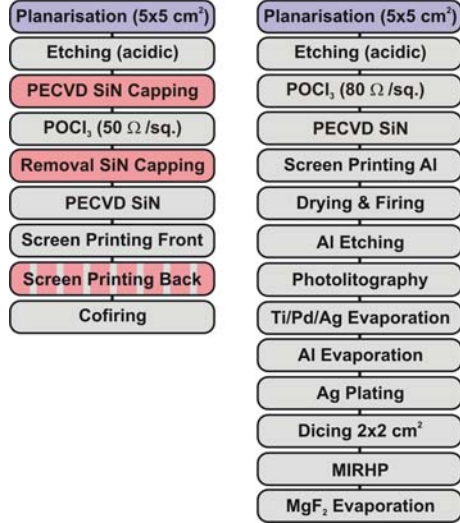 Planarisation (5x5 cm²)
Etching (acidic)
PECVD SiN Capping
POCl₃ (50 Ω /sq.)
Removal SiN Capping
PECVD SiN
Screen Printing Front
Screen Printing Back
Cofiring
Planarisation (5x5 cm²)
Etching (acidic)
POCl₃ (80 Ω /sq.)
PECVD SiN
Screen Printing Al
Drying & Firing
Al Etching
Photolitography
Ti/Pd/Ag Evaporation
Al Evaporation
Ag Plating
Dicing 2x2 cm²
MIRHP
MgF₂ Evaporation